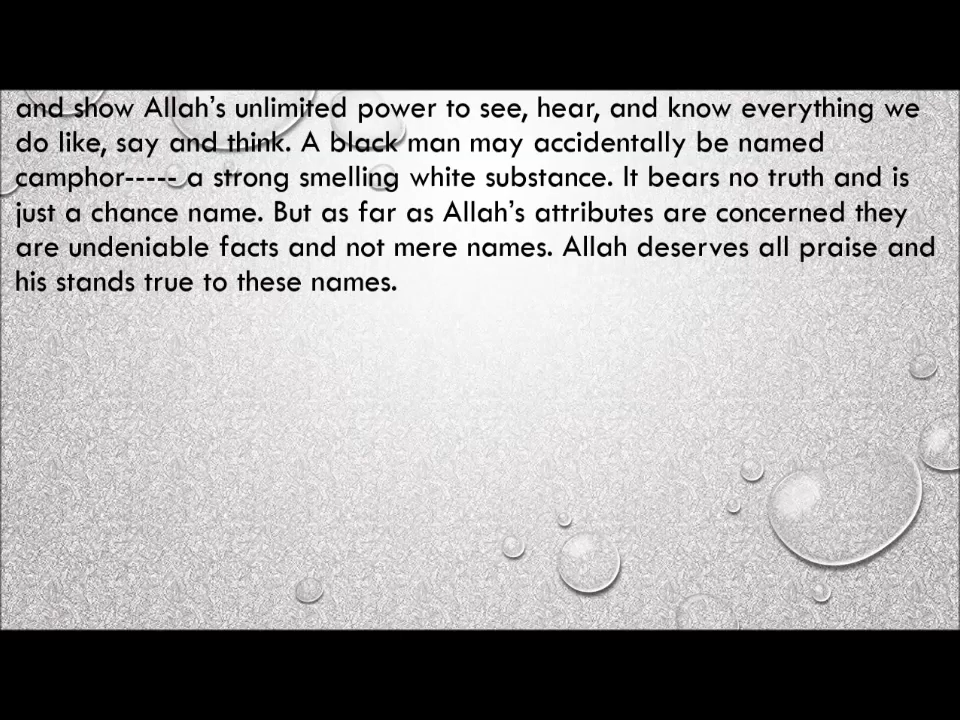 and show Allah’s unlimited power to see, hear, and know everything we
do like, say and think. A black man may accidentally be named
camphor----- a strong smelling white substance. It bears no truth and is
just a chance name. But as far as Allah’s attributes are concerned they
are undeniable facts and not mere names. Allah deserves all praise and
his stands true to these names.